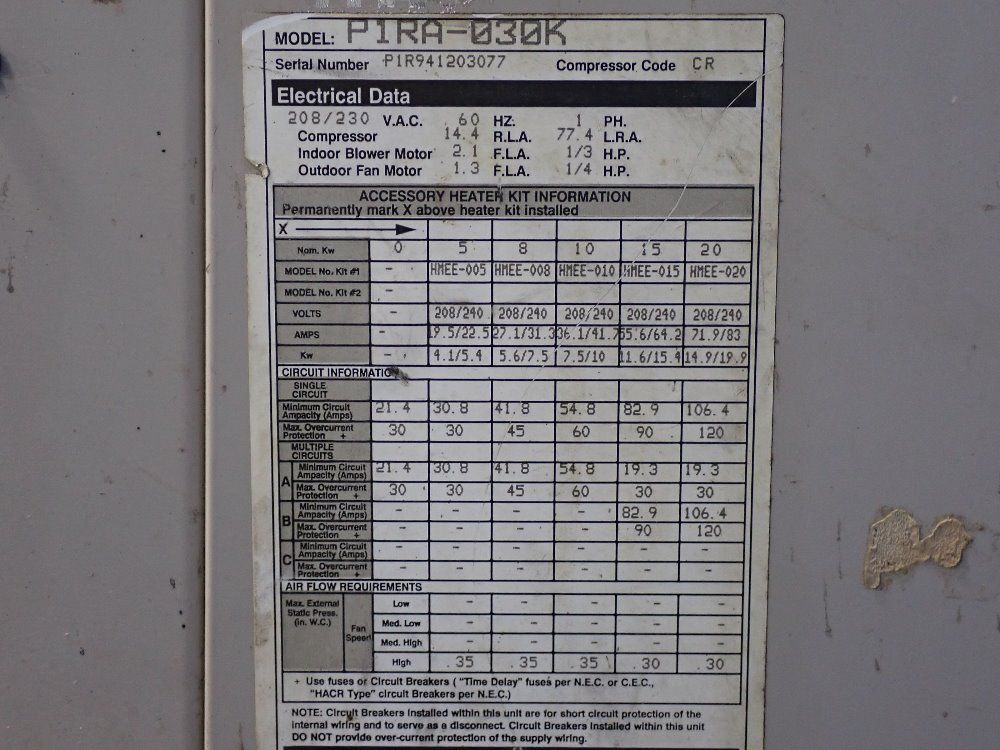 MODEL: P1RA-030K
Serial Number P1R941203077 Compressor Code CR
Electrical Data
208/230 V.A.C. 60 HZ: 1 PH.
Compressor 14.4 R.L.A. 77.4 L.R.A.
Indoor Blower Motor 2.1 F.L.A. 1/3 H.P.
Outdoor Fan Motor 1.3 F.L.A. 1/4 H.P.
ACCESSORY HEATER KIT INFORMATION
Permanently mark X above heater kit installed
X
Nom. Kw 0 5 8 10 15 20
MODEL No. Kit #1 - HMEE-005 HMEE-008 HMEE-010 HMEE-015 HMEE-020
MODEL No. Kit #2 -
VOLTS - 208/240 208/240 208/240 208/240 208/240
AMPS - 19.5/22.5 27.1/31.3 36.1/41.7 55.6/64.2 71.9/83
Kw - 4.1/5.4 5.6/7.5 7.5/10 11.6/15.4 14.9/19.9
CIRCUIT INFORMATION
SINGLE
CIRCUIT
Minimum Circuit
Ampacity (Amps) 21.4 30.8 41.8 54.8 82.9 106.4
Max. Overcurrent
Protection + 30 30 45 60 90 120
MULTIPLE
CIRCUITS
A Minimum Circuit
Ampacity (Amps) 21.4 30.8 41.8 54.8 19.3 19.3
Max. Overcurrent
Protection + 30 30 45 60 30 30
B Minimum Circuit
Ampacity (Amps) - - - - 82.9 106.4
Max. Overcurrent
Protection + - - - - 90 120
C Minimum Circuit
Ampacity (Amps) - - - - - -
Max. Overcurrent
Protection + - - - - - -
AIR FLOW REQUIREMENTS
Max. External
Static Press.
(in. W.C.)
Fan
Speed
Low - - - - -
Med. Low - - - - -
Med. High - - - - -
High .35 .35 .35 .30 .30
+ Use fuses or Circuit Breakers ( "Time Delay" fuses per N.E.C. or C.E.C.,
"HACR Type" Circuit Breakers per N.E.C.)
NOTE: Circuit Breakers installed within this unit are for short circuit protection of the
internal wiring and to serve as a disconnect. Circuit Breakers installed within this unit
DO NOT provide over-current protection of the supply wiring.